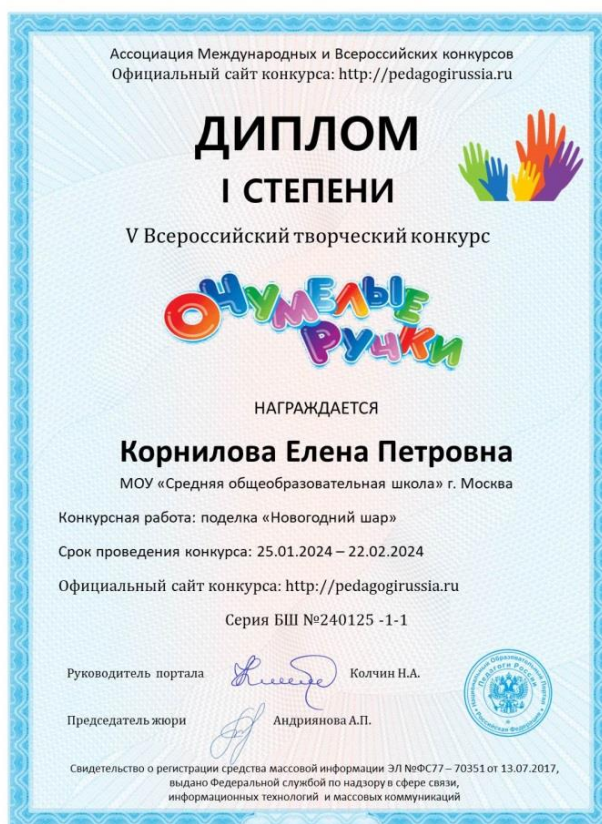 Ассоциация Международных и Всероссийских конкурсов
Официальный сайт конкурса: http://pedagogirussia.ru
ДИПЛОМ
I СТЕПЕНИ
V Всероссийский творческий конкурс
ОЧУМЕЛЫЕ
РУЧКИ
НАГРАЖДАЕТСЯ
Корнилова Елена Петровна
МОУ «Средняя общеобразовательная школа» г. Москва
Конкурсная работа: поделка «Новогодний шар»
Срок проведения конкурса: 25.01.2024 – 22.02.2024
Официальный сайт конкурса: http://pedagogirussia.ru
Серия БШ №240125 -1-1
Руководитель портала Колчин Н.А.
Председатель жюри Андриянова А.П.
Педагоги России
Свидетельство о регистрации средства массовой информации ЭЛ №ФС77 – 70351 от 13.07.2017,
выдано Федеральной службой по надзору в сфере связи,
информационных технологий и массовых коммуникаций